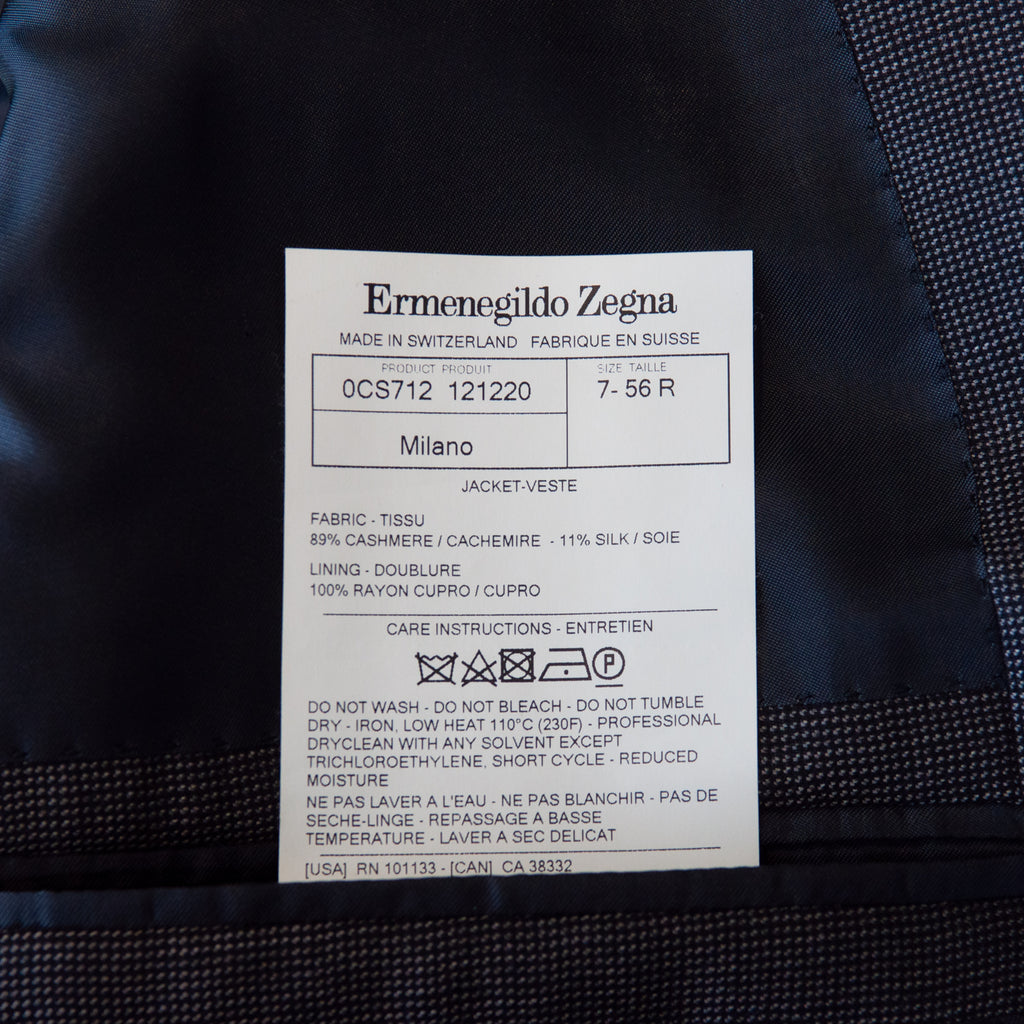 Ermenegildo Zegna
MADE IN SWITZERLAND FABRIQUE EN SUISSE
PRODUCT PRODUIT
0CS712 121220
SIZE TAILLE
7- 56 R
Milano
JACKET-VESTE
FABRIC - TISSU
89% CASHMERE / CACHEMIRE - 11% SILK / SOIE
LINING - DOUBLURE
100% RAYON CUPRO / CUPRO
CARE INSTRUCTIONS - ENTRETIEN
P
DO NOT WASH - DO NOT BLEACH - DO NOT TUMBLE
DRY - IRON, LOW HEAT 110°C (230F) - PROFESSIONAL
DRYCLEAN WITH ANY SOLVENT EXCEPT
TRICHLOROETHYLENE, SHORT CYCLE - REDUCED
MOISTURE
NE PAS LAVER A L'EAU - NE PAS BLANCHIR - PAS DE
SECHE-LINGE - REPASSAGE A BASSE
TEMPERATURE - LAVER A SEC DELICAT
[USA] RN 101133 - [CAN] CA 38332